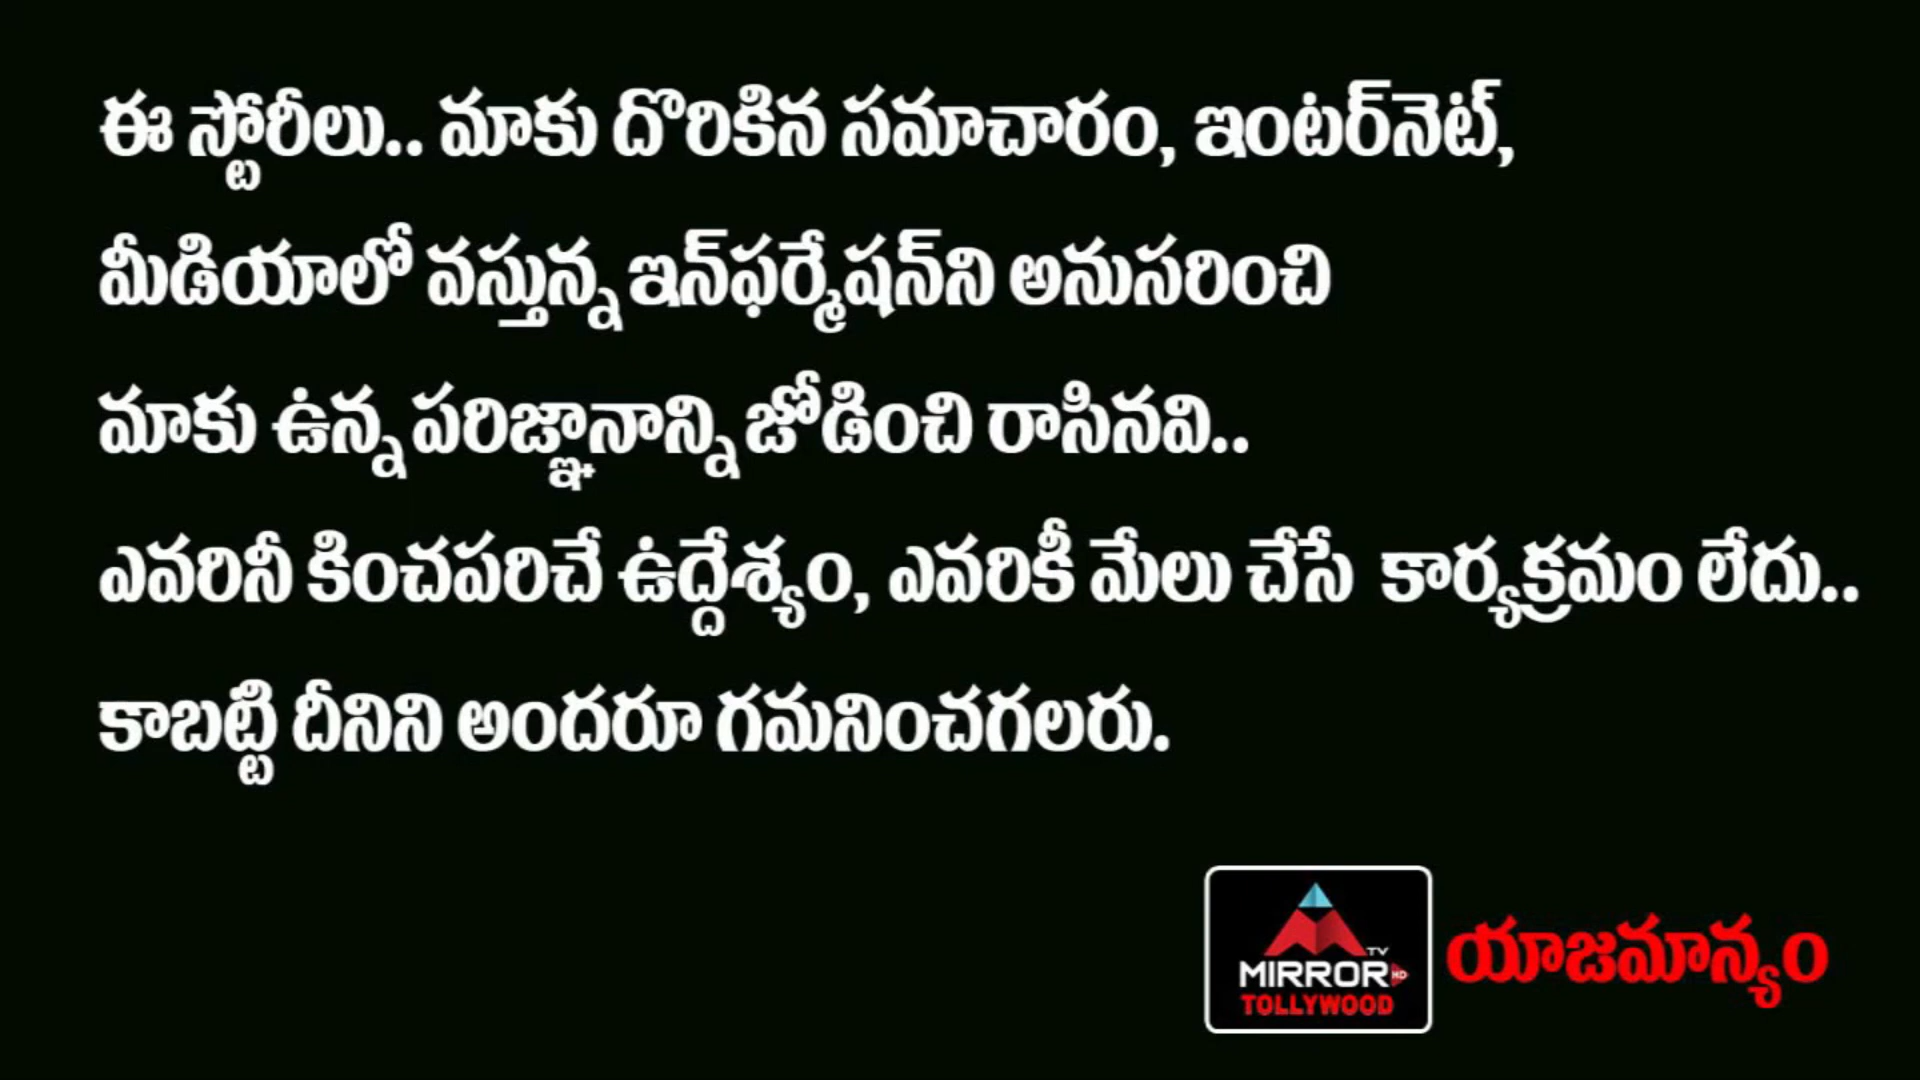 ఈ స్టోరీలు.. మాకు దొరికిన సమాచారం, ఇంటర్‌నెట్,
మీడియాలో వస్తున్న ఇన్‌ఫర్మేషన్‌ని అనుసరించి
మాకు ఉన్న పరిజ్ఞానాన్ని జోడించి రాసినవి..
ఎవరినీ కించపరిచే ఉద్దేశ్యం, ఎవరికీ మేలు చేసే కార్యక్రమం లేదు..
కాబట్టి దీనిని అందరూ గమనించగలరు.
TV
MIRROR HD
TOLLYWOOD
యాజమాన్యం